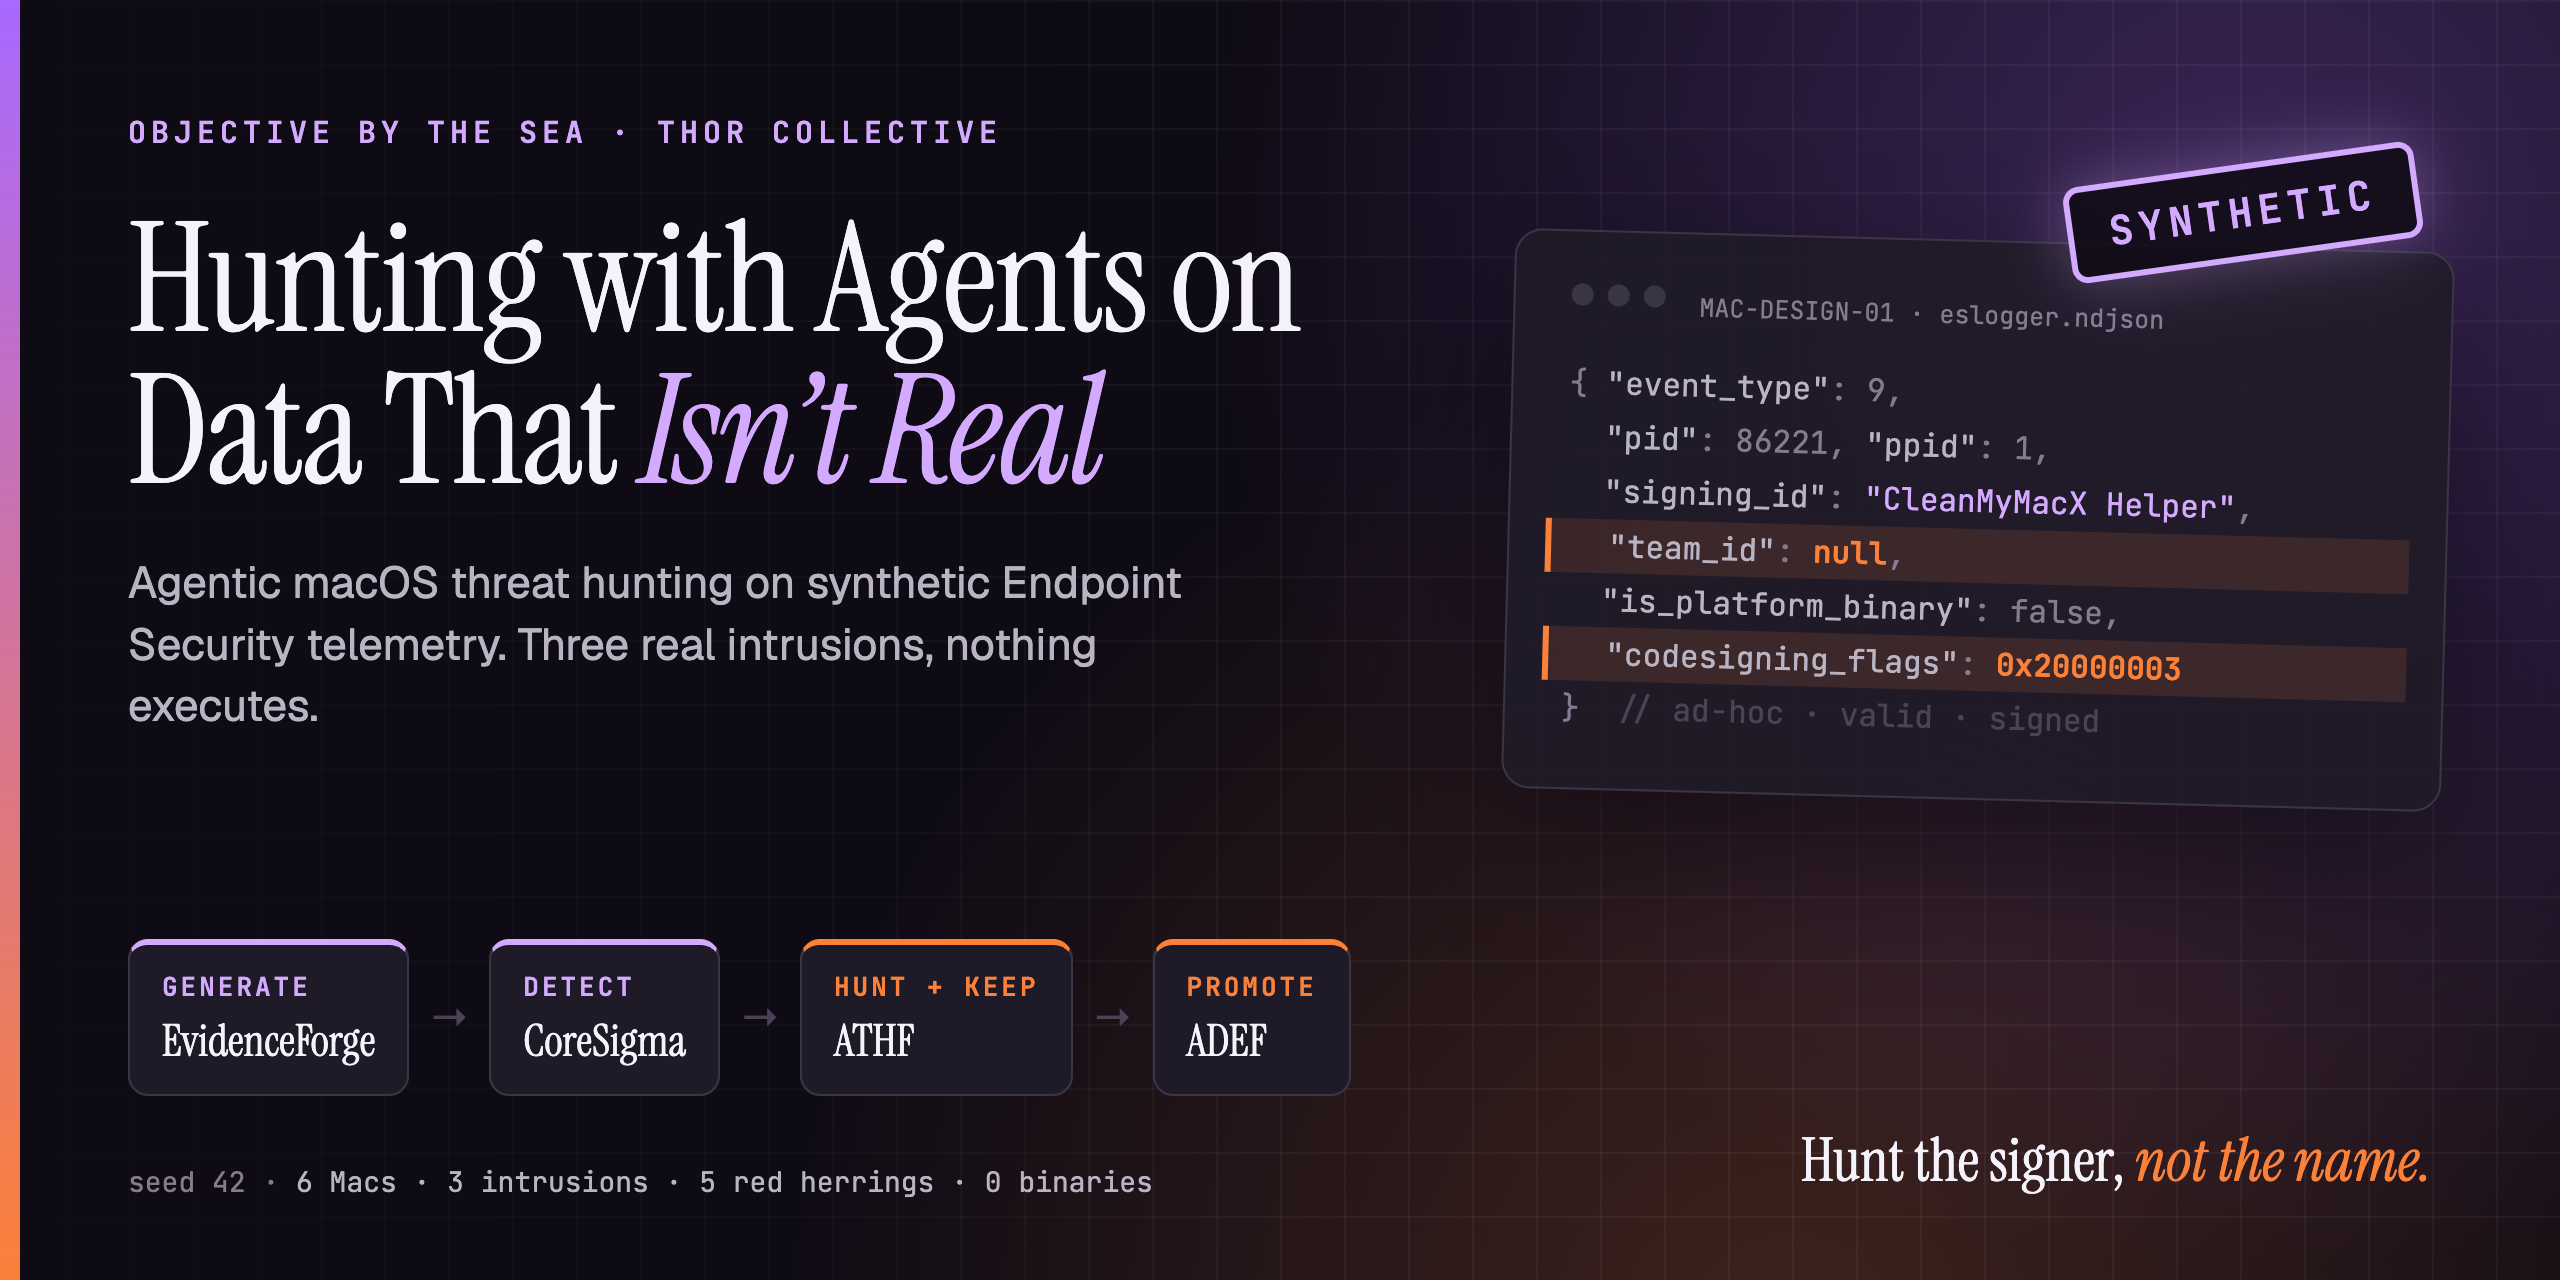 OBJECTIVE BY THE SEA · THOR COLLECTIVE
Hunting with Agents on
Data That Isn’t Real
Agentic macOS threat hunting on synthetic Endpoint
Security telemetry. Three real intrusions, nothing
executes.
SYNTHETIC
MAC-DESIGN-01 · eslogger.ndjson
{ "event_type": 9,
"pid": 86221, "ppid": 1,
"signing_id": "CleanMyMacX Helper",
"team_id": null,
"is_platform_binary": false,
"codesigning_flags": 0x20000003
} // ad-hoc · valid · signed
GENERATE
EvidenceForge
→
DETECT
CoreSigma
→
HUNT + KEEP
ATHF
→
PROMOTE
ADEF
seed 42 · 6 Macs · 3 intrusions · 5 red herrings · 0 binaries
Hunt the signer, not the name.